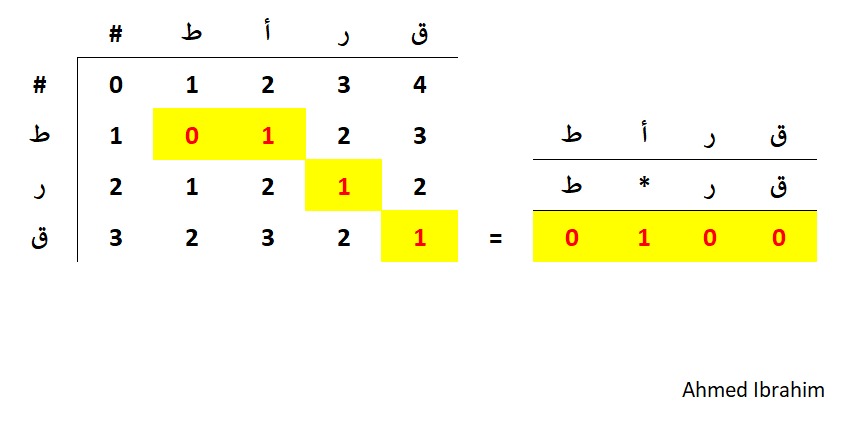 # ط أ ر ق
# 0 1 2 3 4
ط 1 0 1 2 3
ط أ ر ق
ر 2 1 2 1 2
ط * ر ق
ق 3 2 3 2 1 = 0 1 0 0
Ahmed Ibrahim